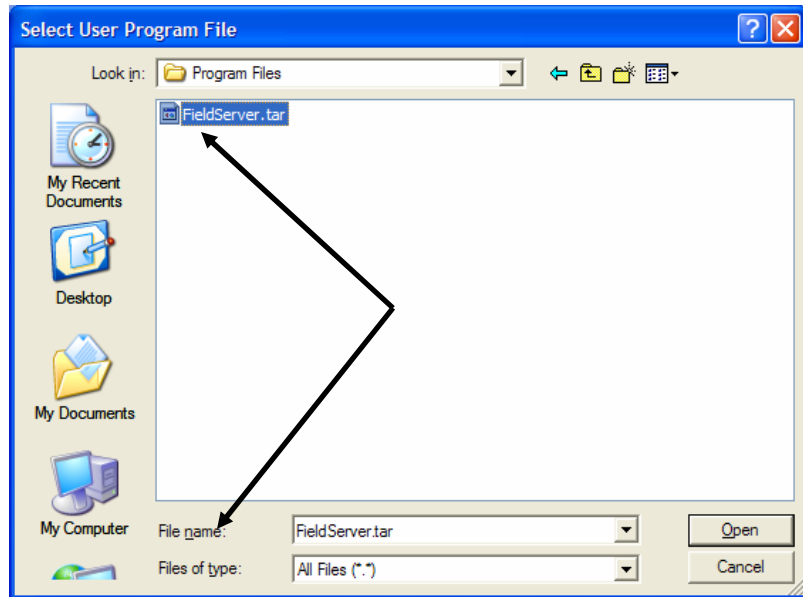 Select User Program File
Look in:
Program Files
FieldServer.tar
My Recent
Documents
Desktop
My Documents
My Computer
File name:
FieldServer.tar
Open
Files of type:
All Files (*.*)
Cancel